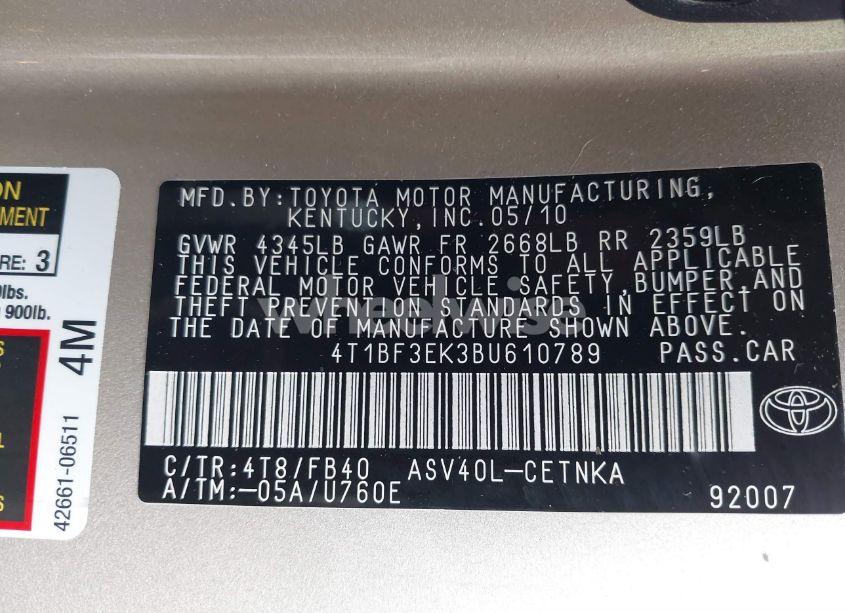 ON
MENT
RE: 3
lbs.
900lb.
4M
42661-06511
MFD. BY: TOYOTA MOTOR MANUFACTURING,
KENTUCKY, INC. 05/10
GVWR 4345LB GAWR FR 2668LB RR 2359LB
THIS VEHICLE CONFORMS TO ALL APPLICABLE
FEDERAL MOTOR VEHICLE SAFETY, BUMPER, AND
THEFT PREVENTION STANDARDS IN EFFECT ON
THE DATE OF MANUFACTURE SHOWN ABOVE.
4T1BF3EK3BU610789 PASS.CAR
C/TR:4T8/FB40 ASV40L-CETNKA
A/TM:-05A/U760E 92007
wheelwise